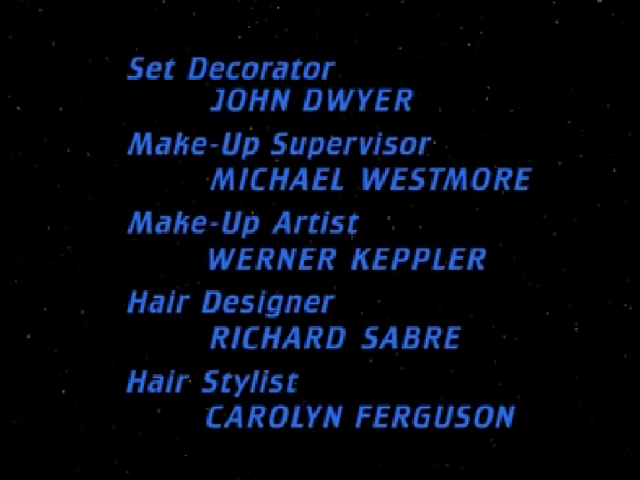 Set Decorator
JOHN DWYER
Make-Up Supervisor
MICHAEL WESTMORE
Make-Up Artist
WERNER KEPPLER
Hair Designer
RICHARD SABRE
Hair Stylist
CAROLYN FERGUSON